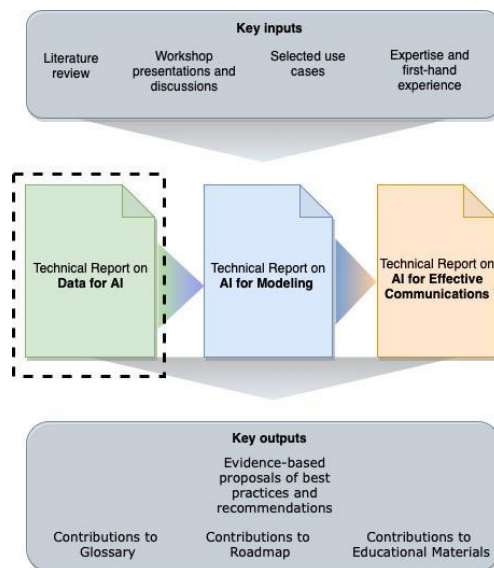 Key inputs
Literature
review
Workshop
presentations and
discussions
Selected use
cases
Expertise and
first-hand
experience
Technical Report on
Data for AI
Technical Report on
AI for Modeling
Technical Report on
AI for Effective
Communications
Key outputs
Evidence-based
proposals of best
practices and
recommendations
Contributions to
Glossary
Contributions to
Roadmap
Contributions to
Educational Materials